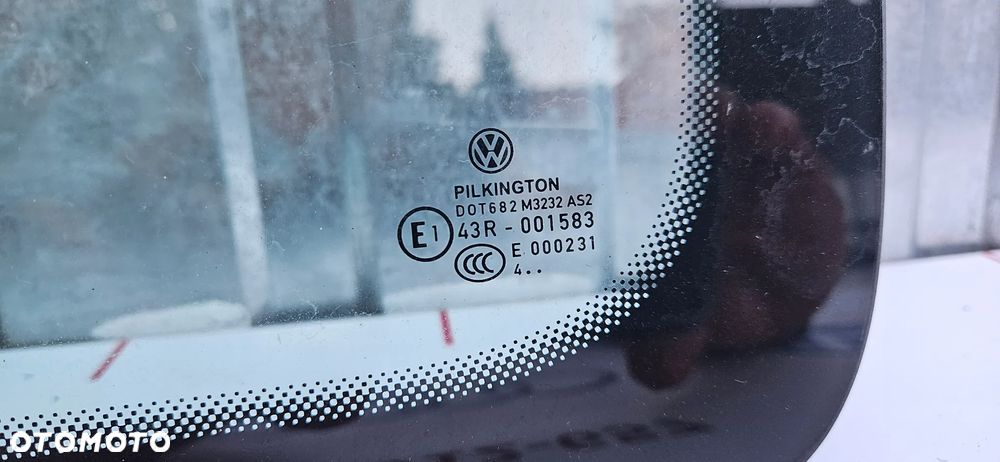 PILKINGTON
DOT682 M3232 AS2
E1 43R - 001583
CCC E 000231
4..
OTOMOTO